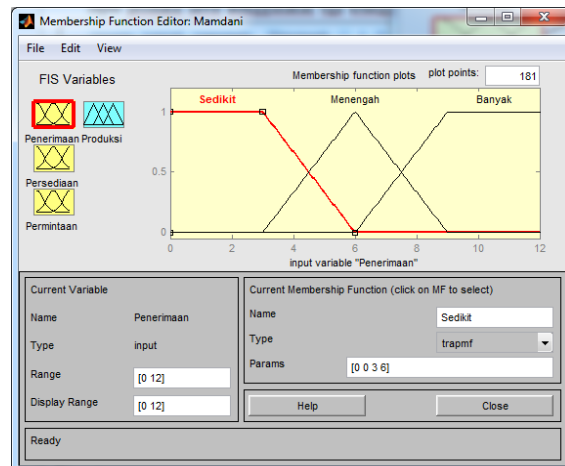 Membership Function Editor: Mamdani
File Edit View
FIS Variables
Membership function plots plot points: 181
Sedikit Menengah Banyak
Penerimaan Produksi
Persediaan
Permintaan
1
0.5
0
0 2 4 6 8 10 12
input variable "Penerimaan"
Current Variable
Name Penerimaan
Type input
Range [0 12]
Display Range [0 12]
Current Membership Function (click on MF to select)
Name Sedikit
Type trapmf
Params [0 0 3 6]
Help Close
Ready